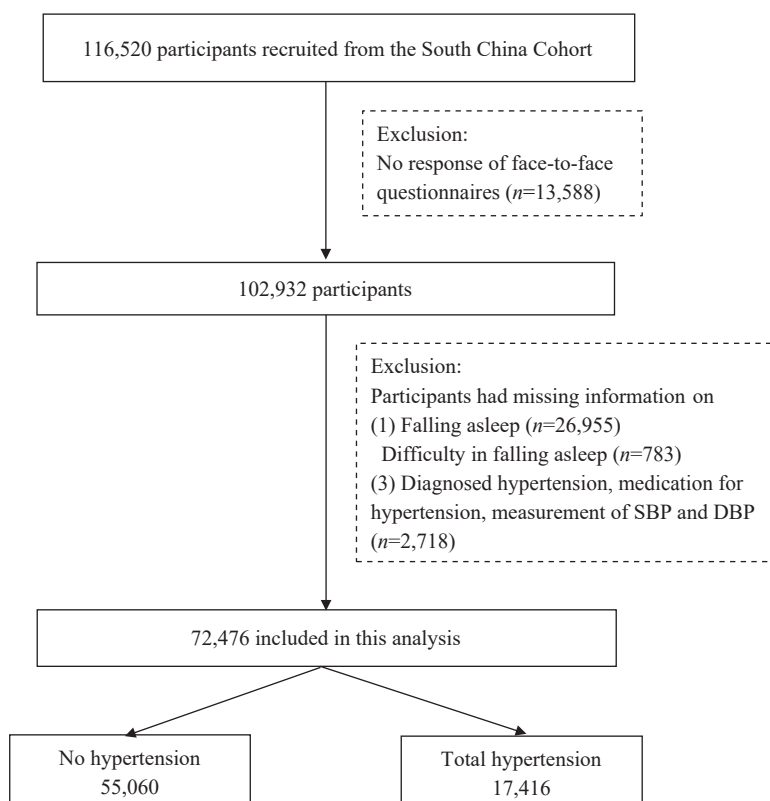 116,520 participants recruited from the South China Cohort
Exclusion:
No response of face-to-face
questionnaires (n=13,588)
102,932 participants
Exclusion:
Participants had missing information on
(1) Falling asleep (n=26,955)
Difficulty in falling asleep (n=783)
(3) Diagnosed hypertension, medication for
hypertension, measurement of SBP and DBP
(n=2,718)
72,476 included in this analysis
No hypertension
55,060
Total hypertension
17,416